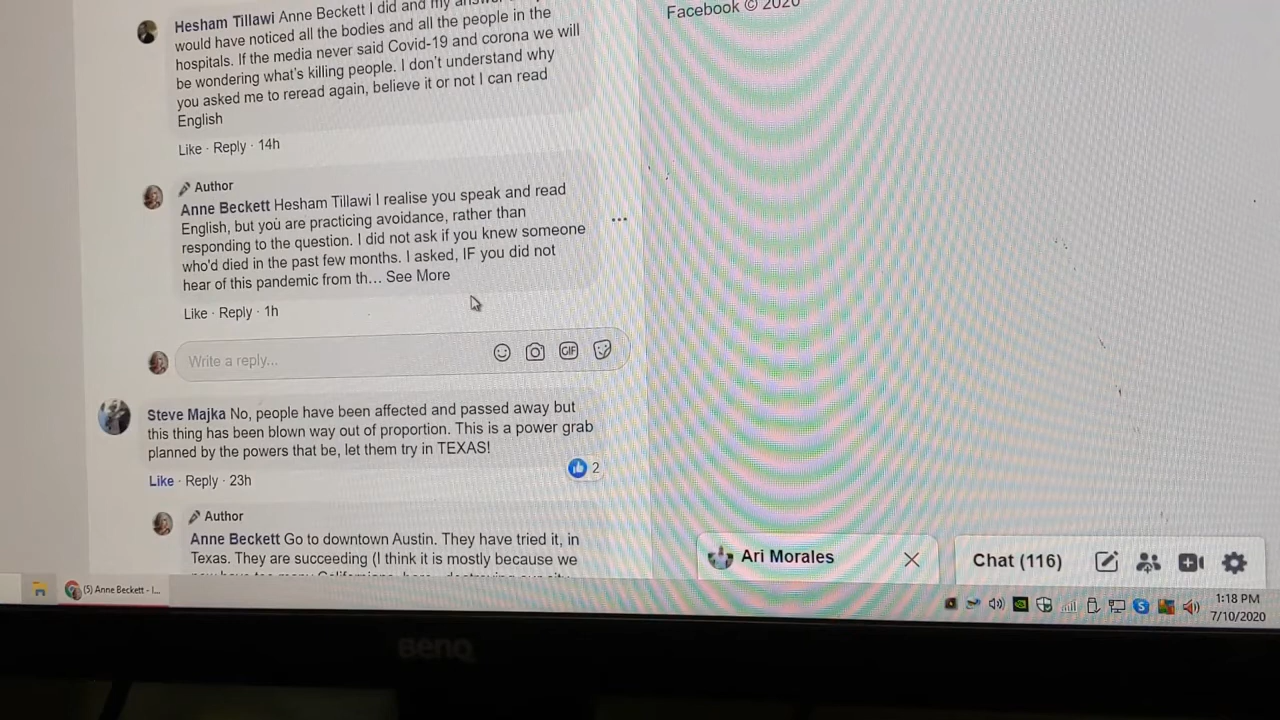 Facebook © 2020
Hesham Tillawi Anne Beckett I did and my
would have noticed all the bodies and all the people in the
hospitals. If the media never said Covid-19 and corona we will
be wondering what's killing people. I don't understand why
you asked me to reread again, believe it or not I can read
English
Like · Reply · 14h
Author
Anne Beckett Hesham Tillawi I realise you speak and read
English, but you are practicing avoidance, rather than
responding to the question. I did not ask if you knew someone
who'd died in the past few months. I asked, IF you did not
hear of this pandemic from th... See More
Like · Reply · 1h
Write a reply...
GIF
Steve Majka No, people have been affected and passed away but
this thing has been blown way out of proportion. This is a power grab
planned by the powers that be, let them try in TEXAS!
2
Like · Reply · 23h
Author
Anne Beckett Go to downtown Austin. They have tried it, in
Texas. They are succeeding (I think it is mostly because we
Ari Morales
Chat (116)
(5) Anne Beckett - I...
1:18 PM
7/10/2020
BenQ